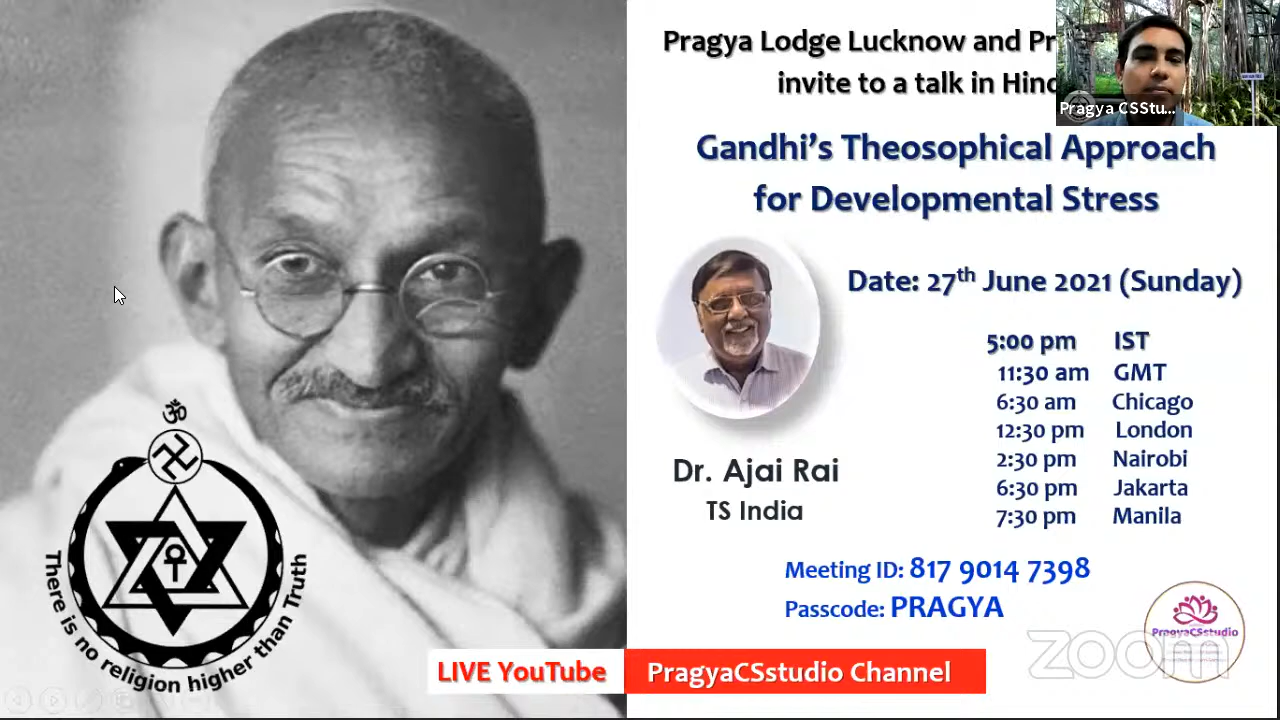 Pragya Lodge Lucknow and Pr
invite to a talk in Hind
Pragya CSStu...
Gandhi's Theosophical Approach
for Developmental Stress
Date: 27th June 2021 (Sunday)
5:00 pm IST
11:30 am GMT
6:30 am Chicago
12:30 pm London
2:30 pm Nairobi
6:30 pm Jakarta
7:30 pm Manila
Dr. Ajai Rai
TS India
Meeting ID: 817 9014 7398
Passcode: PRAGYA
ॐ
There is no religion higher than Truth
LIVE YouTube PragyaCSstudio Channel
PragyaCSstudio
zoom